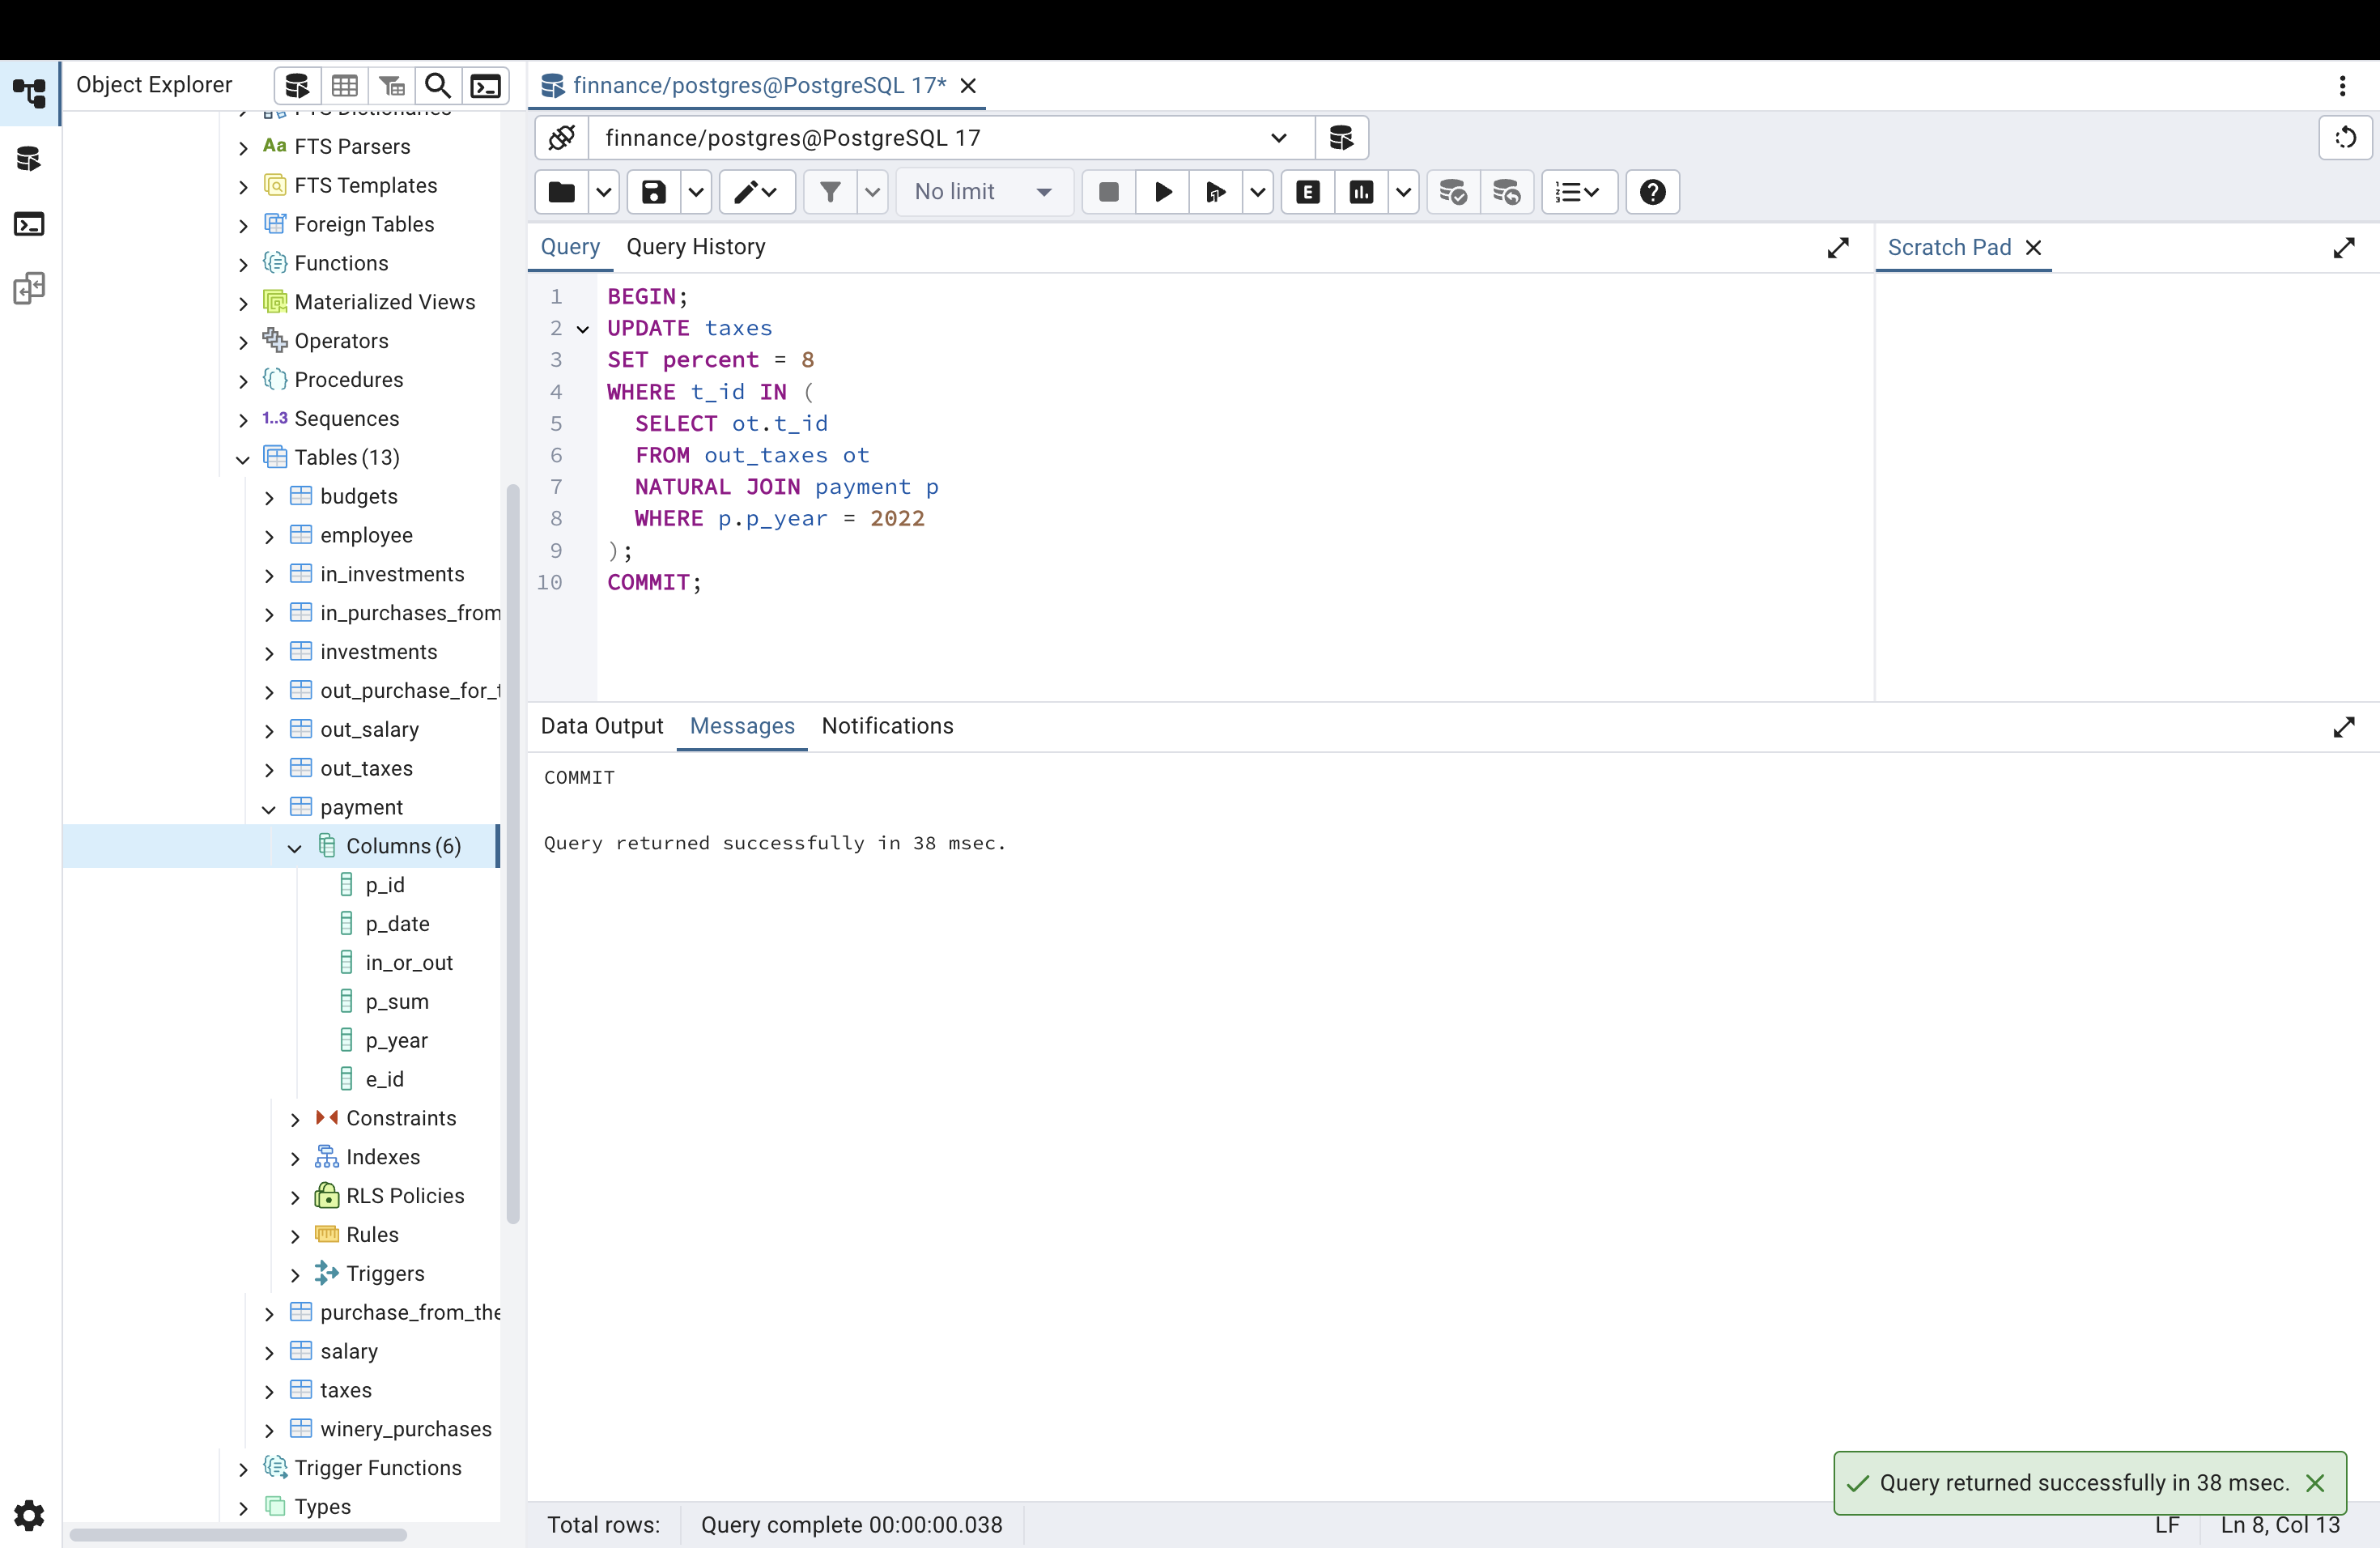 Object Explorer
FTS Dictionaries
Aa FTS Parsers
FTS Templates
Foreign Tables
Functions
Materialized Views
Operators
Procedures
1..3 Sequences
Tables (13)
budgets
employee
in_investments
in_purchases_from
investments
out_purchase_for_t
out_salary
out_taxes
payment
Columns (6)
p_id
p_date
in_or_out
p_sum
p_year
e_id
Constraints
Indexes
RLS Policies
Rules
Triggers
purchase_from_the
salary
taxes
winery_purchases
Trigger Functions
Types
finnance/postgres@PostgreSQL 17*
finnance/postgres@PostgreSQL 17
No limit
E
Query Query History
Scratch Pad
1 BEGIN;
2 UPDATE taxes
3 SET percent = 8
4 WHERE t_id IN (
5 SELECT ot.t_id
6 FROM out_taxes ot
7 NATURAL JOIN payment p
8 WHERE p.p_year = 2022
9 );
10 COMMIT;
Data Output Messages Notifications
COMMIT
Query returned successfully in 38 msec.
Query returned successfully in 38 msec.
Total rows: Query complete 00:00:00.038 LF Ln 8, Col 13